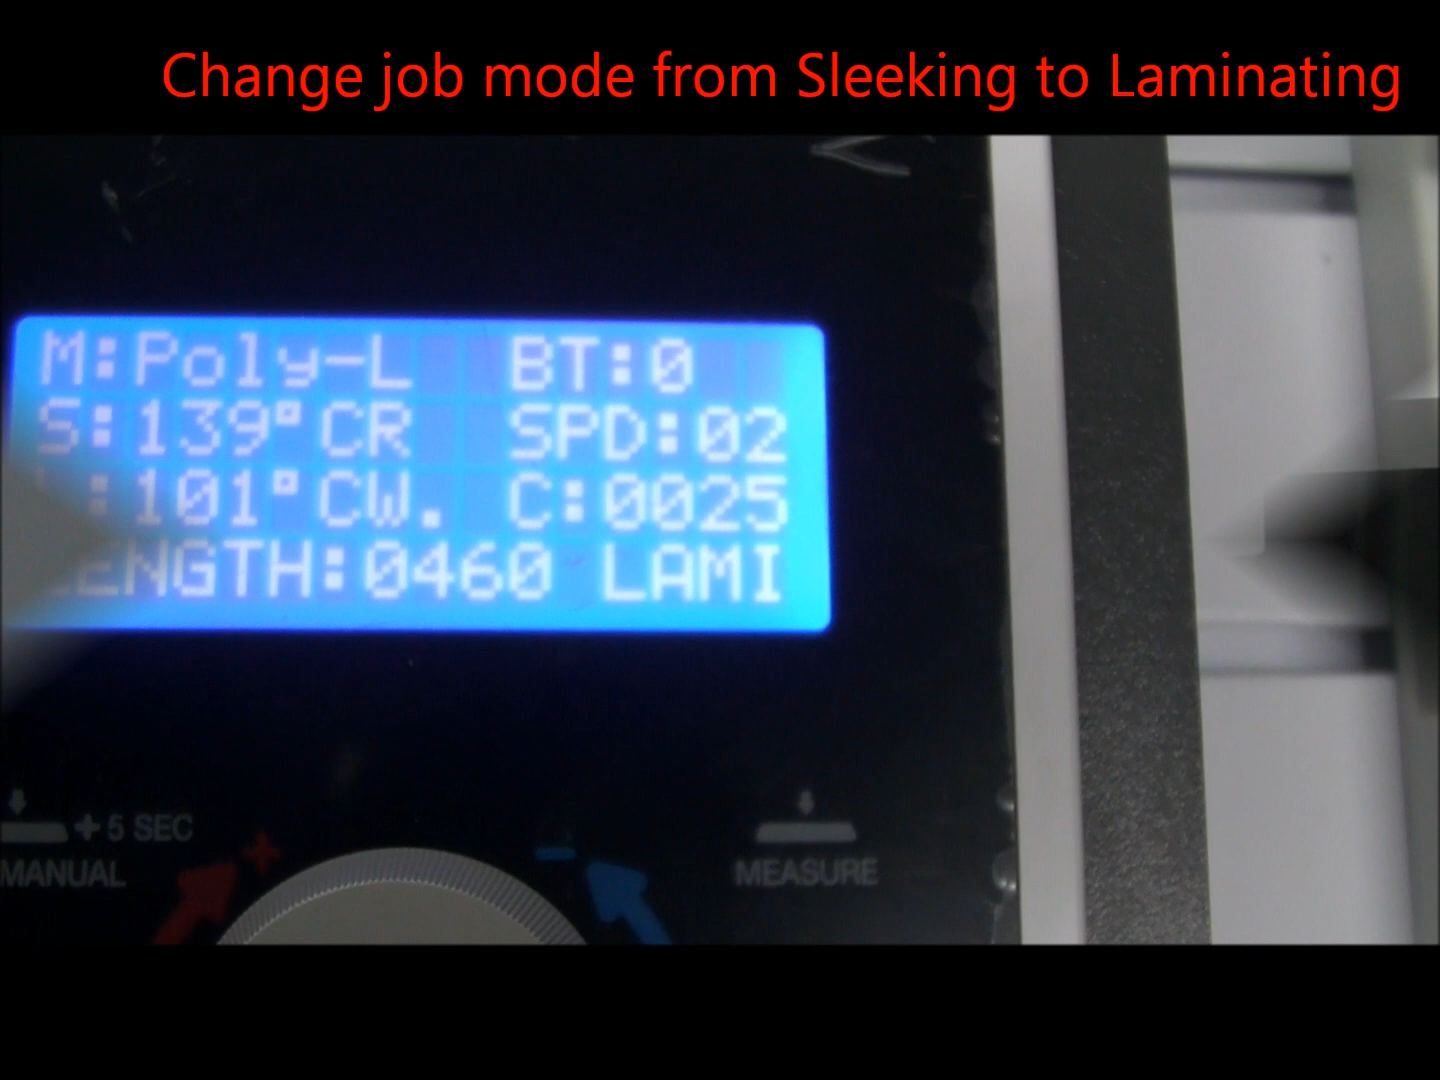 Change job mode from Sleeking to Laminating
M:Poly-L BT:0
S:139°CR SPD:02
:101°CW. C:0025
LENGTH:0460 LAMI
+5 SEC
MANUAL
+
-
MEASURE